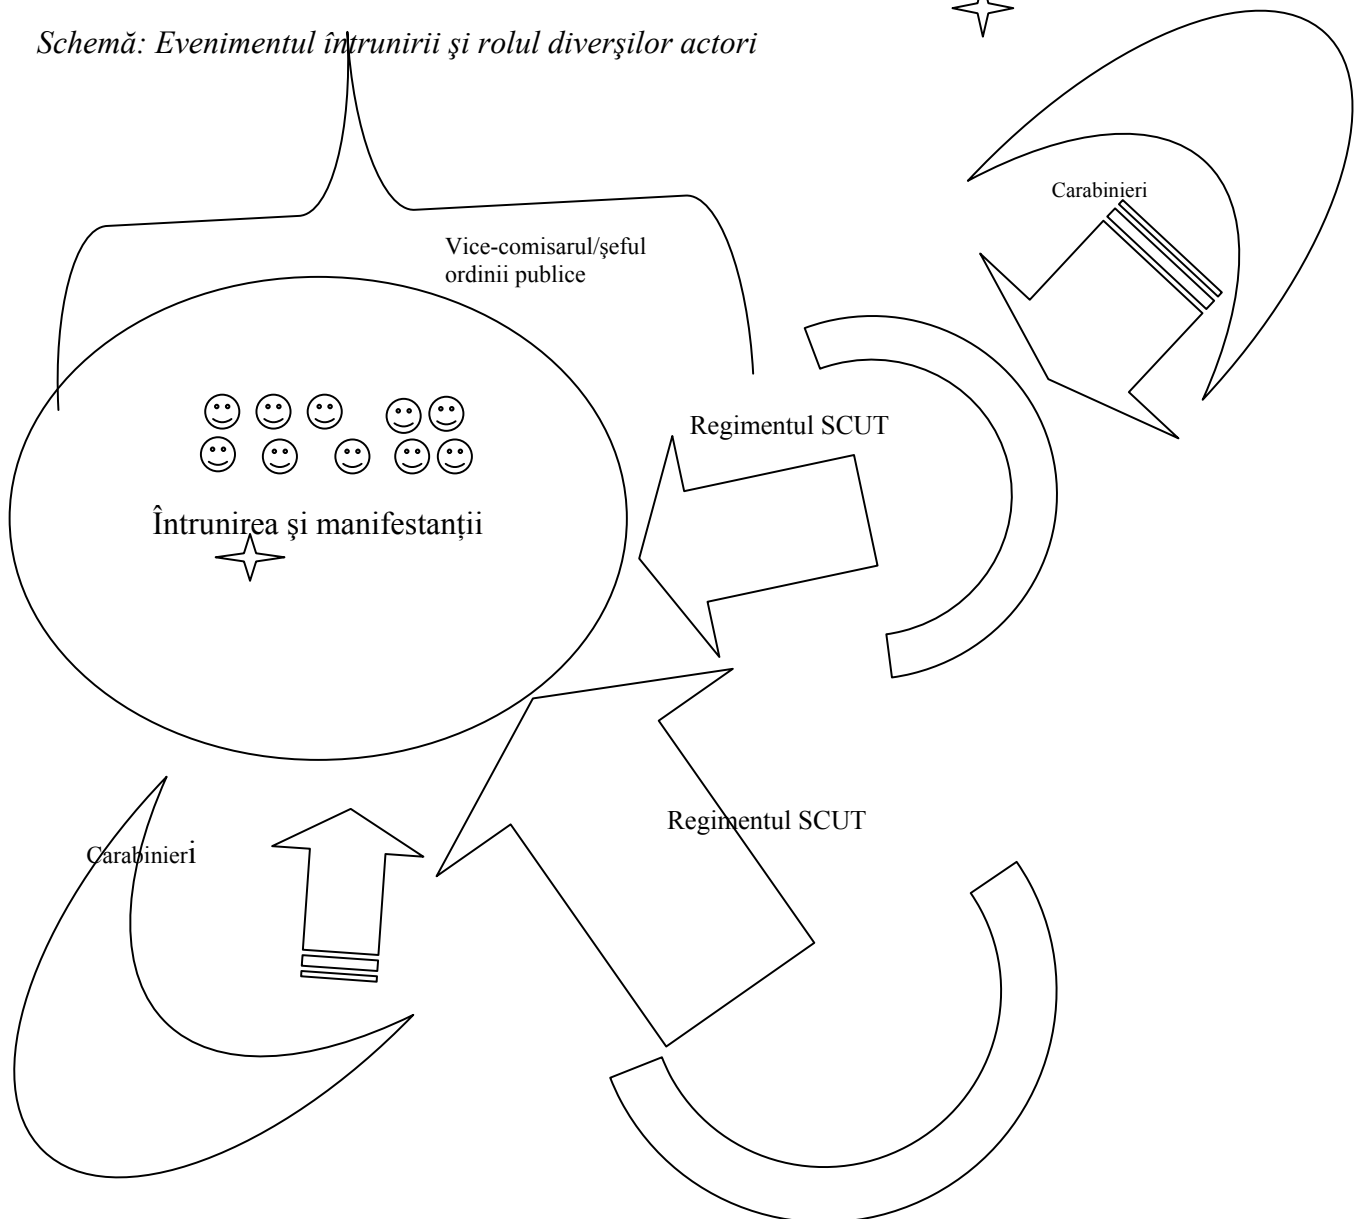 Schemă: Evenimentul întrunirii şi rolul diverşilor actori
Carabinieri
Vice-comisarul/şeful
ordinii publice
Regimentul SCUT
Întrunirea şi manifestanții
Regimentul SCUT
Carabinieri